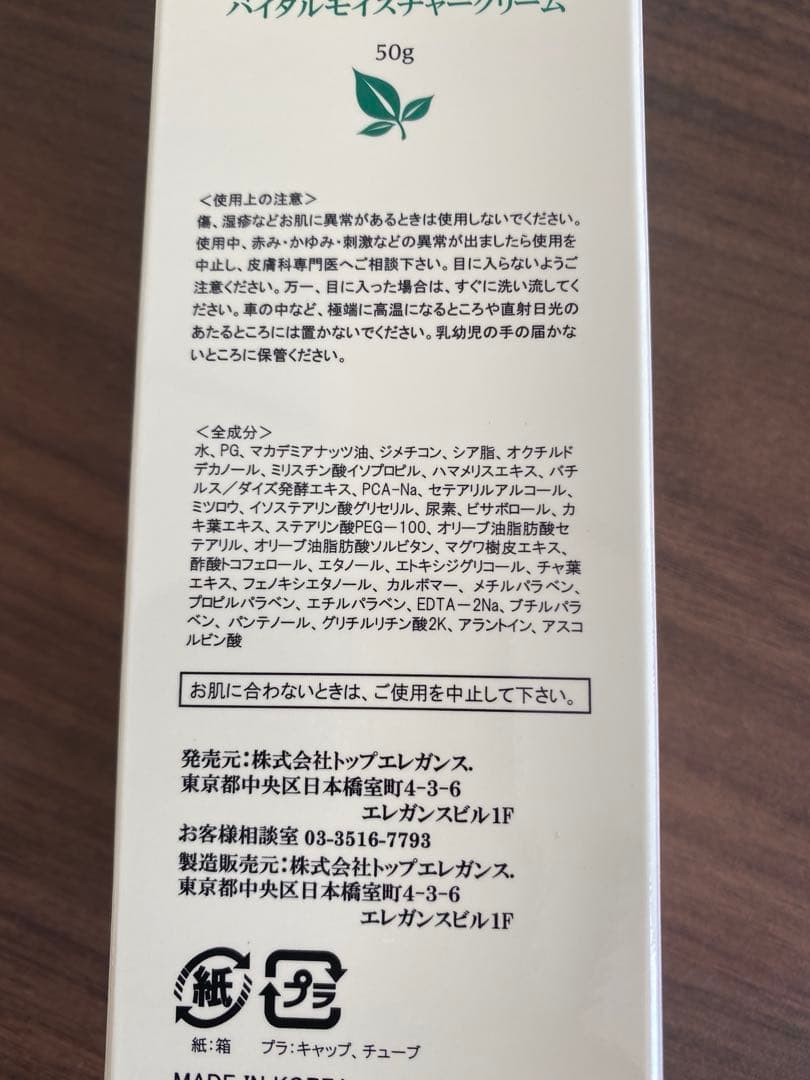 バイタルモイスチャークリーム
50g
＜使用上の注意＞
傷、湿疹などお肌に異常があるときは使用しないでください。
使用中、赤み・かゆみ・刺激などの異常が出ましたら使用を
中止し、皮膚科専門医へご相談下さい。目に入らないようご
注意ください。万一、目に入った場合は、すぐに洗い流してく
ださい。車の中など、極端に高温になるところや直射日光の
あたるところには置かないでください。乳幼児の手の届かな
いところに保管ください。
＜全成分＞
水、PG、マカデミアナッツ油、ジメチコン、シア脂、オクチルド
デカノール、ミリスチン酸イソプロピル、ハマメリスエキス、バチ
ルス／ダイズ発酵エキス、PCA-Na、セテアリルアルコール、
ミツロウ、イソステアリン酸グリセリル、尿素、ビサボロール、カ
キ葉エキス、ステアリン酸PEG－100、オリーブ油脂肪酸セ
テアリル、オリーブ油脂肪酸ソルビタン、マグワ樹皮エキス、
酢酸トコフェロール、エタノール、エトキシジグリコール、チャ葉
エキス、フェノキシエタノール、カルボマー、メチルパラベン、
プロピルパラベン、エチルパラベン、EDTA－2Na、ブチルパラ
ベン、パンテノール、グリチルリチン酸2K、アラントイン、アスコ
ルビン酸
お肌に合わないときは、ご使用を中止して下さい。
発売元：株式会社トップエレガンス.
東京都中央区日本橋室町4-3-6
エレガンスビル1F
お客様相談室 03-3516-7793
製造販売元：株式会社トップエレガンス.
東京都中央区日本橋室町4-3-6
エレガンスビル1F
紙 プラ
紙：箱 プラ：キャップ、チューブ
MADE IN KOREA